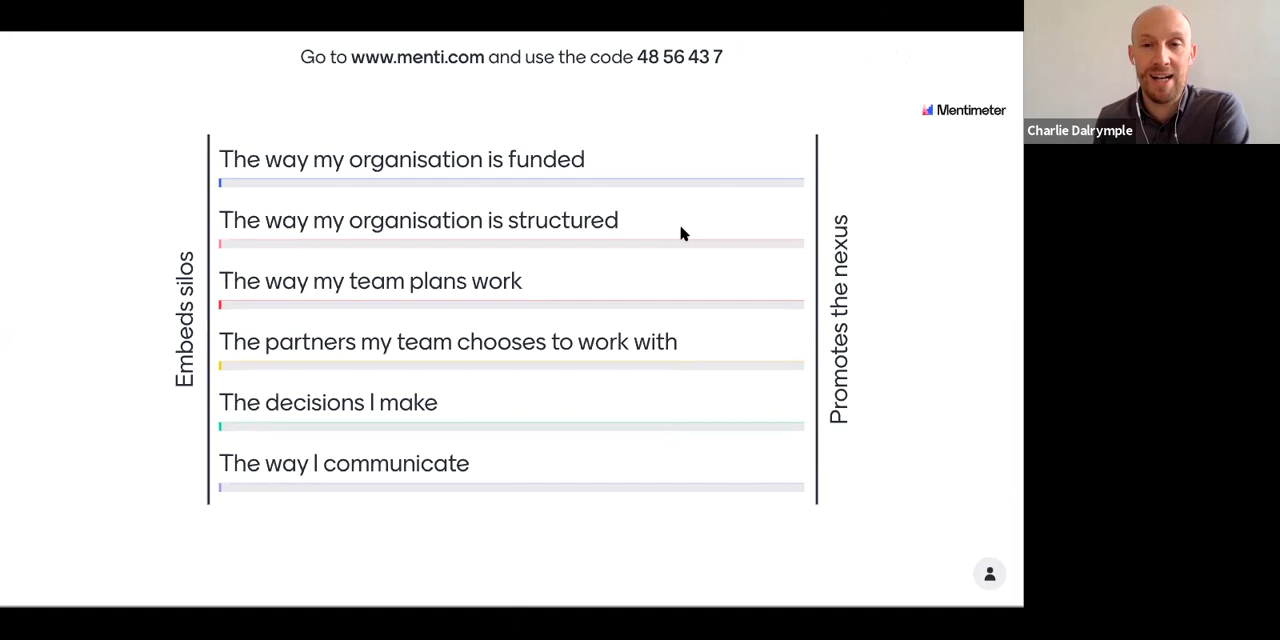 Go to www.menti.com and use the code 48 56 43 7
Mentimeter
Charlie Dalrymple
The way my organisation is funded
The way my organisation is structured
The way my team plans work
The partners my team chooses to work with
The decisions I make
The way I communicate
Embeds silos
Promotes the nexus